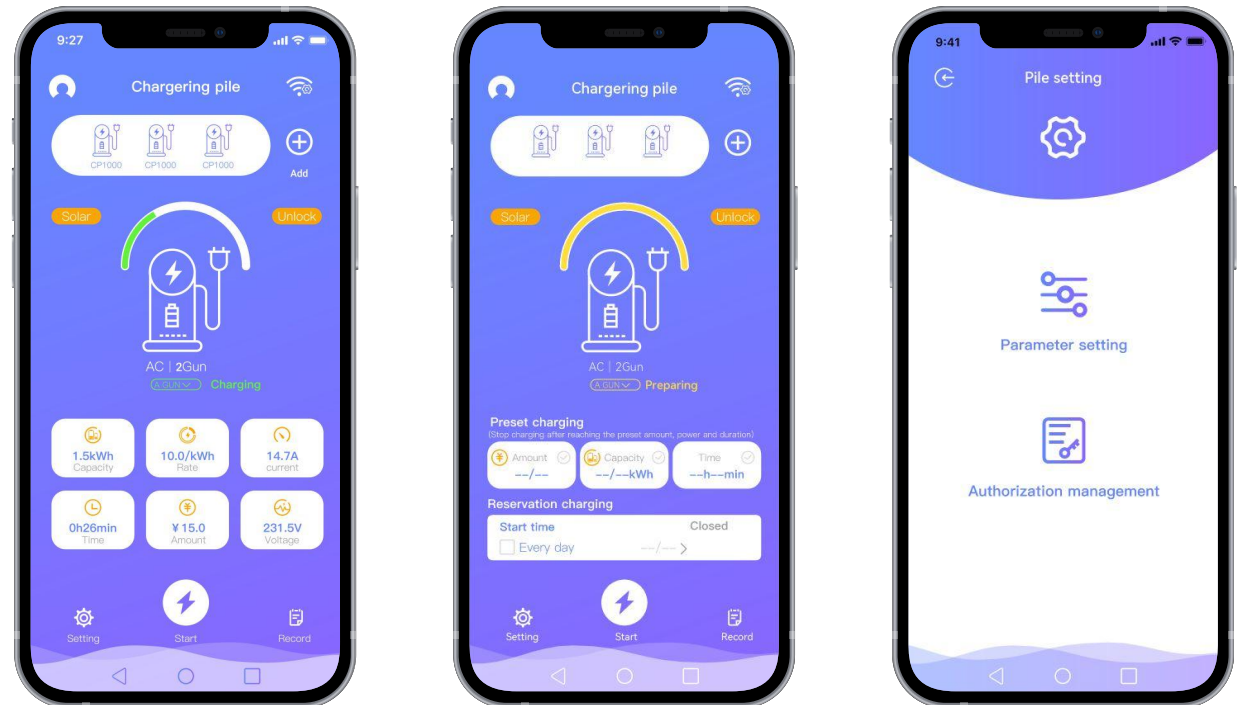 9:27
Chargering pile
CP1000 CP1000 CP1000
Add
Solar Unlock
AC | 2Gun
A GUN Charging
1.5kWh 10.0/kWh 14.7A
Capacity Rate current
0h26min ¥15.0 231.5V
Time Amount Voltage
Setting Start Record
Chargering pile
Solar Unlock
AC | 2Gun
A GUN Preparing
Preset charging
(Stop charging after reaching the preset amount, power and duration)
¥ Amount Capacity Time
--/-- --/--kWh --h--min
Reservation charging
Start time Closed
Every day --/-- >
Setting Start Record
9:41
Pile setting
Parameter setting
Authorization management